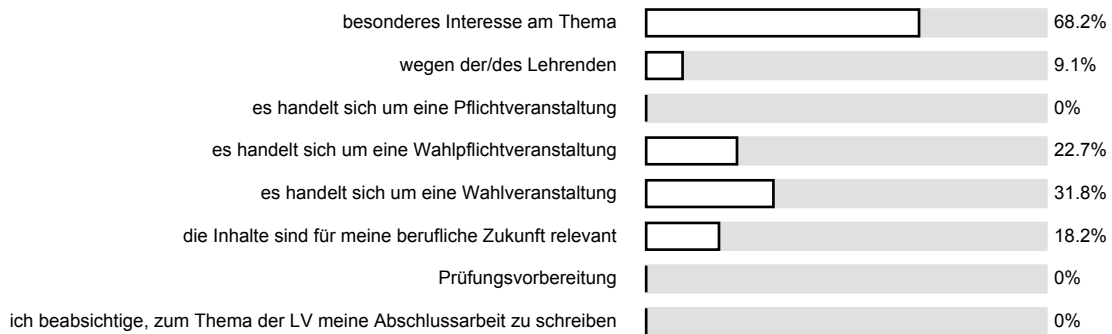 besonderes Interesse am Thema 68.2%
wegen der/des Lehrenden 9.1%
es handelt sich um eine Pflichtveranstaltung 0%
es handelt sich um eine Wahlpflichtveranstaltung 22.7%
es handelt sich um eine Wahlveranstaltung 31.8%
die Inhalte sind für meine berufliche Zukunft relevant 18.2%
Prüfungsvorbereitung 0%
ich beabsichtige, zum Thema der LV meine Abschlussarbeit zu schreiben 0%